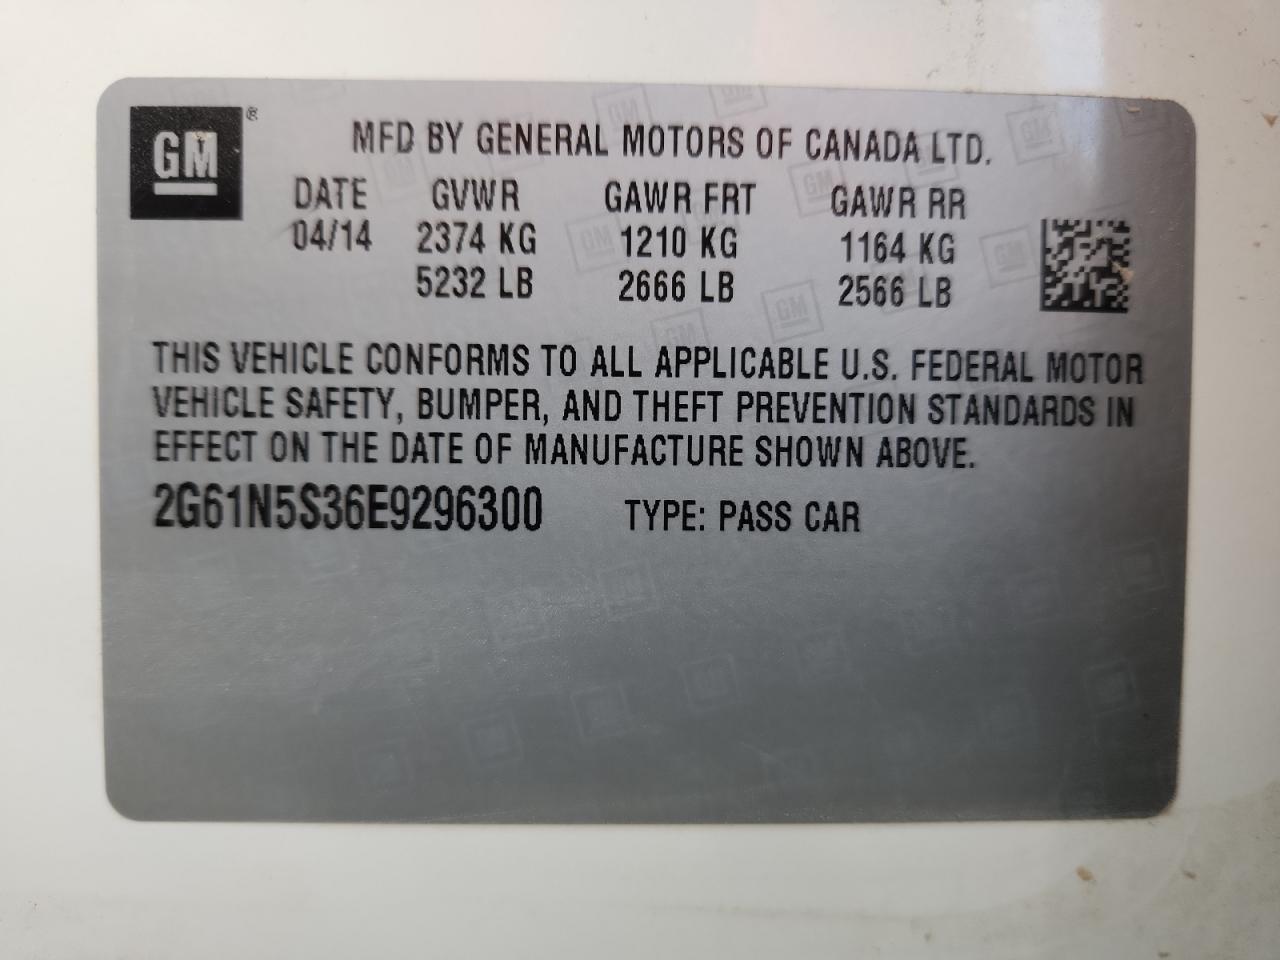 GM ®
MFD BY GENERAL MOTORS OF CANADA LTD.
DATE GVWR GAWR FRT GAWR RR
04/14 2374 KG 1210 KG 1164 KG
5232 LB 2666 LB 2566 LB
THIS VEHICLE CONFORMS TO ALL APPLICABLE U.S. FEDERAL MOTOR
VEHICLE SAFETY, BUMPER, AND THEFT PREVENTION STANDARDS IN
EFFECT ON THE DATE OF MANUFACTURE SHOWN ABOVE.
2G61N5S36E9296300 TYPE: PASS CAR